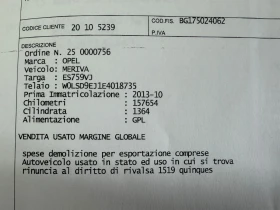 CODICE CLIENTE 20 10 5239
COD.FIS. BG175024062
P.IVA
DESCRIZIONE
Ordine N. 25 0000756
Marca : OPEL
Veicolo: MERIVA
Targa : ES759VJ
Telaio : W0LSD9EJ1E4018735
Prima Immatricolazione : 2013-10
Chilometri : 157654
Cilindrata : 1364
Alimentazione : GPL
VENDITA USATO MARGINE GLOBALE
spese demolizione per esportazione comprese
Autoveicolo usato in stato ed uso in cui si trova
rinuncia al diritto di rivalsa 1519 quinques